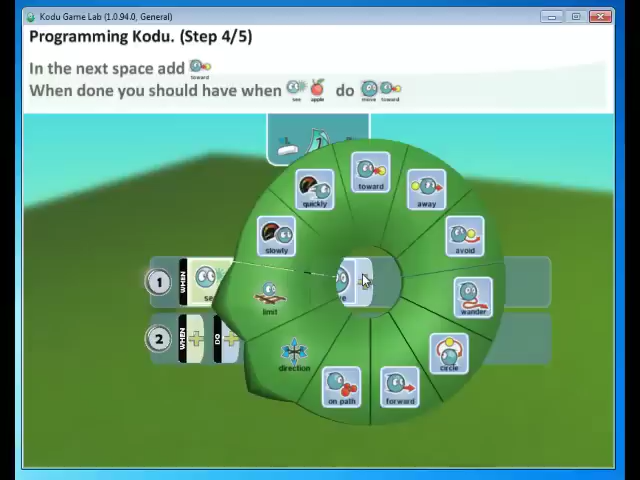 Kodu Game Lab (1.0.94.0, General)
Programming Kodu. (Step 4/5)
In the next space add toward
When done you should have when see apple do move toward
toward
quickly
away
slowly
avoid
1 WHEN
limit
wander
2 WHEN DO
direction
circle
on path
forward